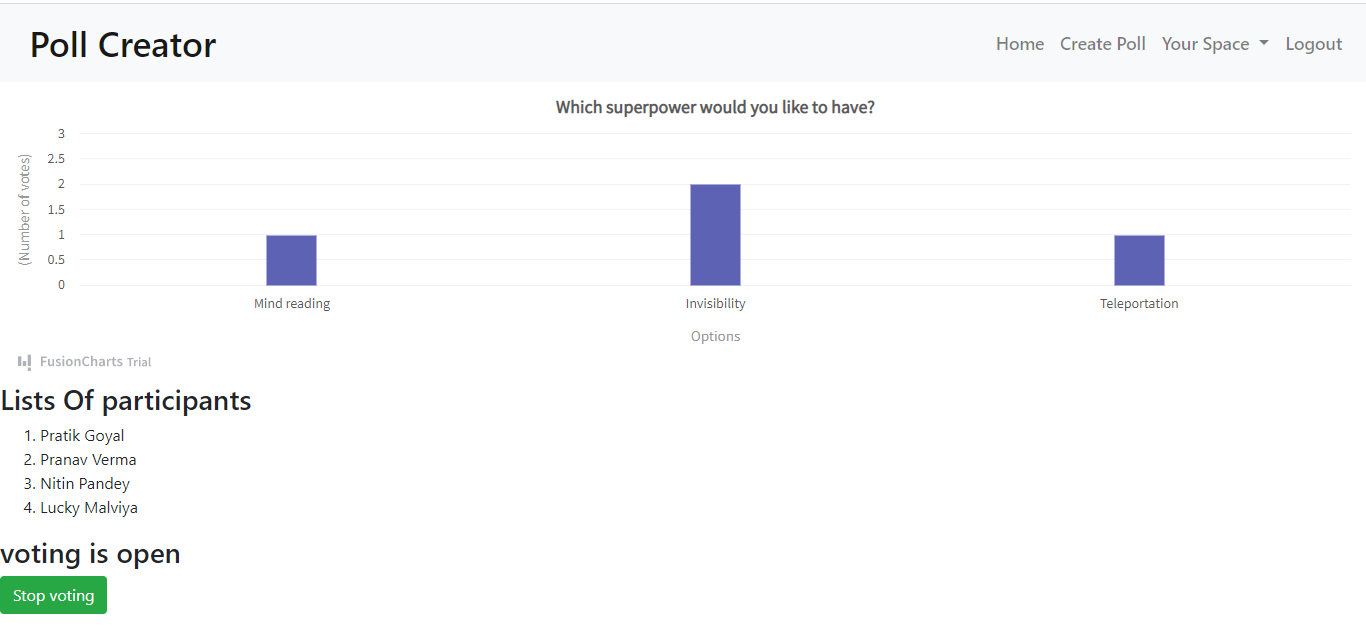 Poll Creator
Home Create Poll Your Space Logout
Which superpower would you like to have?
(Number of votes)
3
2.5
2
1.5
1
0.5
0
Mind reading Invisibility Teleportation
Options
FusionCharts Trial
Lists Of participants
1. Pratik Goyal
2. Pranav Verma
3. Nitin Pandey
4. Lucky Malviya
voting is open
Stop voting